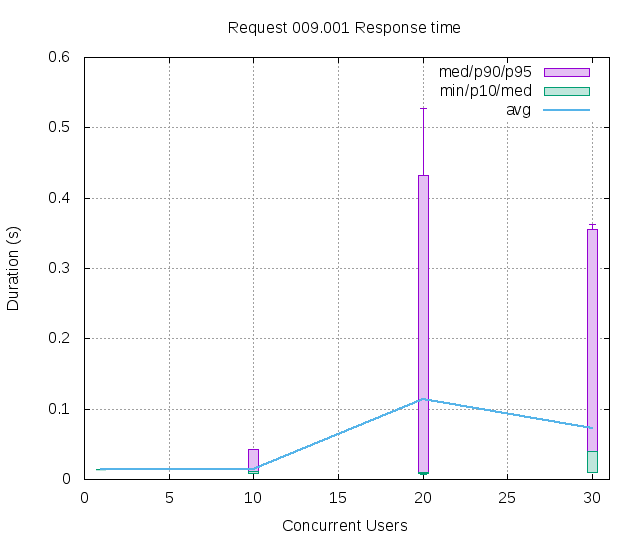 Request 009.001 Response time
0.6
0.5
0.4
0.3
0.2
0.1
0
Duration (s)
med/p90/p95
min/p10/med
avg
0 5 10 15 20 25 30
Concurrent Users